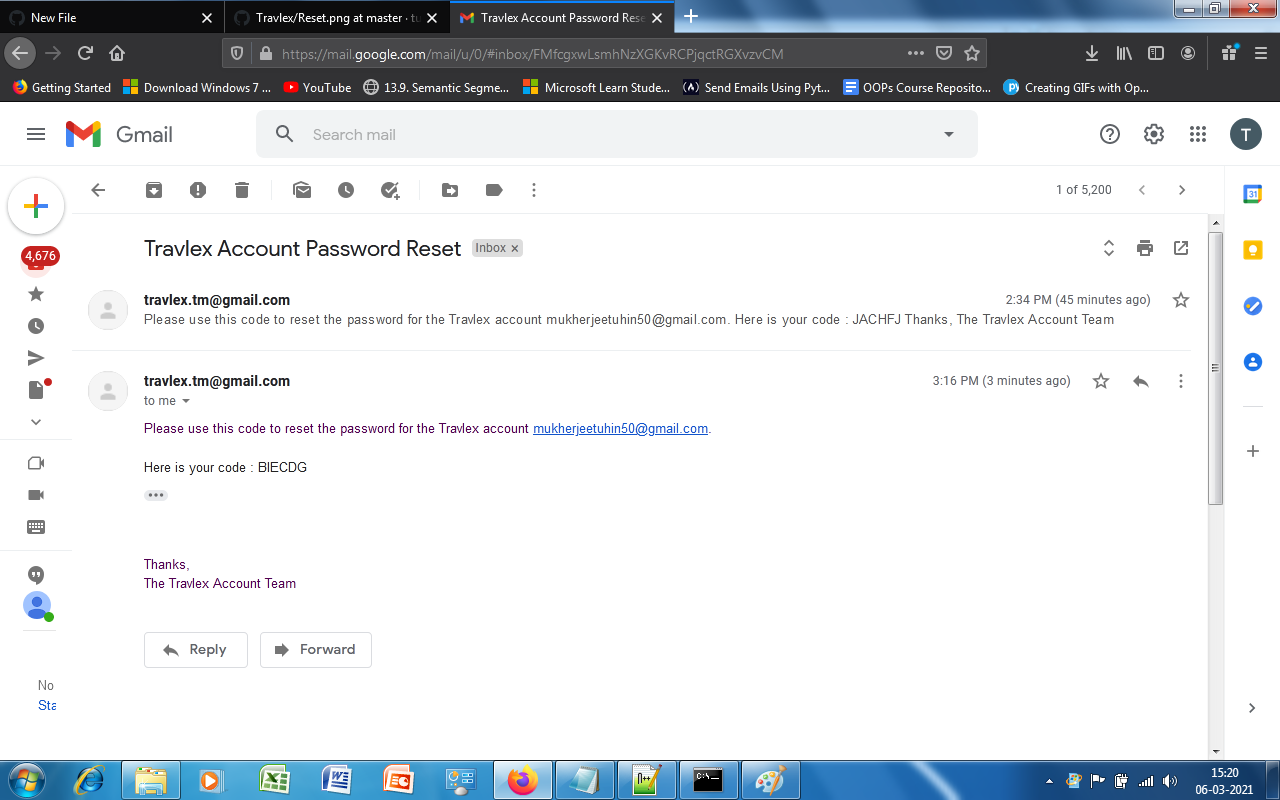 New File
Travlex/Reset.png at master · tu
Travlex Account Password Rese
https://mail.google.com/mail/u/0/#inbox/FMfcgxwLsmhNzXGKvRCPjqctRGXvzvCM
Getting Started
Download Windows 7 ...
YouTube
13.9. Semantic Segme...
Microsoft Learn Stude...
Send Emails Using Pyt...
OOPs Course Reposito...
Creating GIFs with Op...
Gmail
Search mail
T
1 of 5,200
31
4,676
Travlex Account Password Reset
Inbox ×
travlex.tm@gmail.com
2:34 PM (45 minutes ago)
Please use this code to reset the password for the Travlex account mukherjeetuhin50@gmail.com. Here is your code : JACHFJ Thanks, The Travlex Account Team
travlex.tm@gmail.com
3:16 PM (3 minutes ago)
to me
Please use this code to reset the password for the Travlex account mukherjeetuhin50@gmail.com.
Here is your code : BIECDG
Thanks,
The Travlex Account Team
Reply
Forward
No
Sta
15:20
06-03-2021